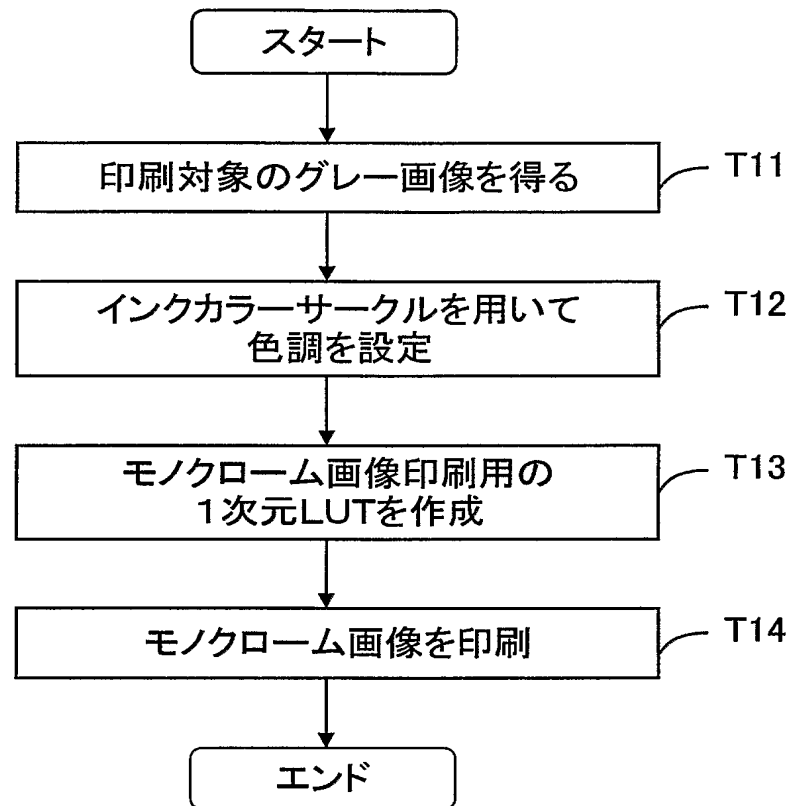 スタート
印刷対象のグレー画像を得る
T11
インクカラーサークルを用いて
色調を設定
T12
モノクローム画像印刷用の
1次元LUTを作成
T13
モノクローム画像を印刷
T14
エンド